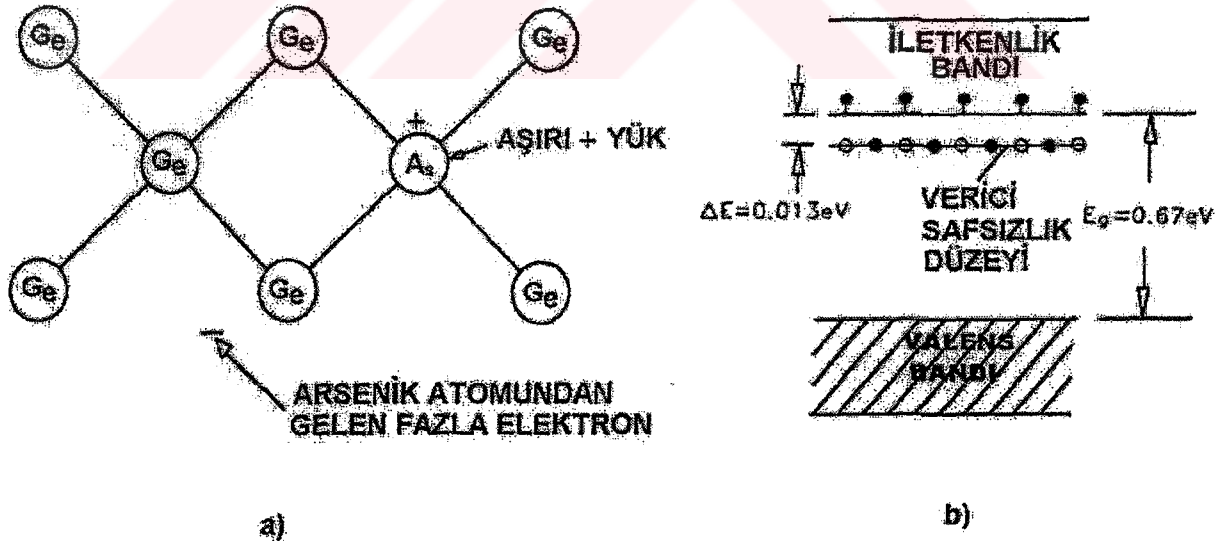 Ge
Ge
Ge
Ge
+
As
AŞIRI + YÜK
Ge
Ge
Ge
−
ARSENİK ATOMUNDAN
GELEN FAZLA ELEKTRON
a)
İLETKENLİK
BANDI
ΔE=0.013eV
VERİCİ
SAFSIZLIK
DÜZEYİ
Eg=0.67eV
VALENS
BANDI
b)